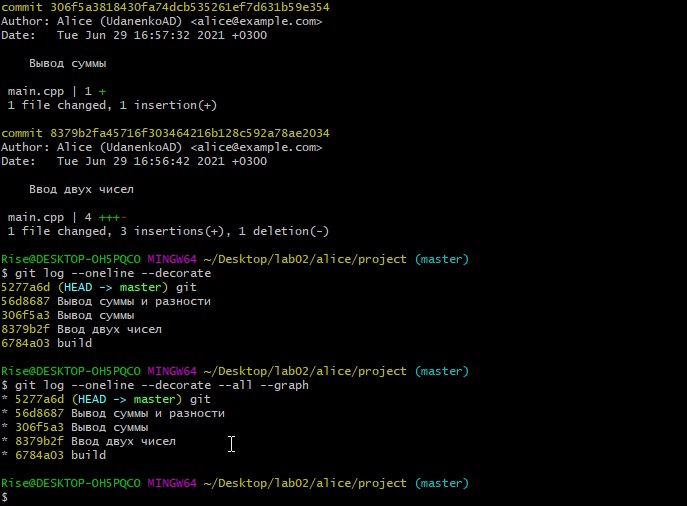 commit 306f5a3818430fa74dcb535261ef7d631b59e354
Author: Alice (UdanenkoAD) <alice@example.com>
Date:   Tue Jun 29 16:57:32 2021 +0300
Вывод суммы
main.cpp | 1 +
1 file changed, 1 insertion(+)
commit 8379b2fa45716f303464216b128c592a78ae2034
Author: Alice (UdanenkoAD) <alice@example.com>
Date:   Tue Jun 29 16:56:42 2021 +0300
Ввод двух чисел
main.cpp | 4 +++-
1 file changed, 3 insertions(+), 1 deletion(-)
Rise@DESKTOP-OH5PQCO MINGW64 ~/Desktop/lab02/alice/project (master)
$ git log --oneline --decorate
5277a6d (HEAD -> master) git
56d8687 Вывод суммы и разности
306f5a3 Вывод суммы
8379b2f Ввод двух чисел
6784a03 build
Rise@DESKTOP-OH5PQCO MINGW64 ~/Desktop/lab02/alice/project (master)
$ git log --oneline --decorate --all --graph
* 5277a6d (HEAD -> master) git
* 56d8687 Вывод суммы и разности
* 306f5a3 Вывод суммы
* 8379b2f Ввод двух чисел
* 6784a03 build
Rise@DESKTOP-OH5PQCO MINGW64 ~/Desktop/lab02/alice/project (master)
$